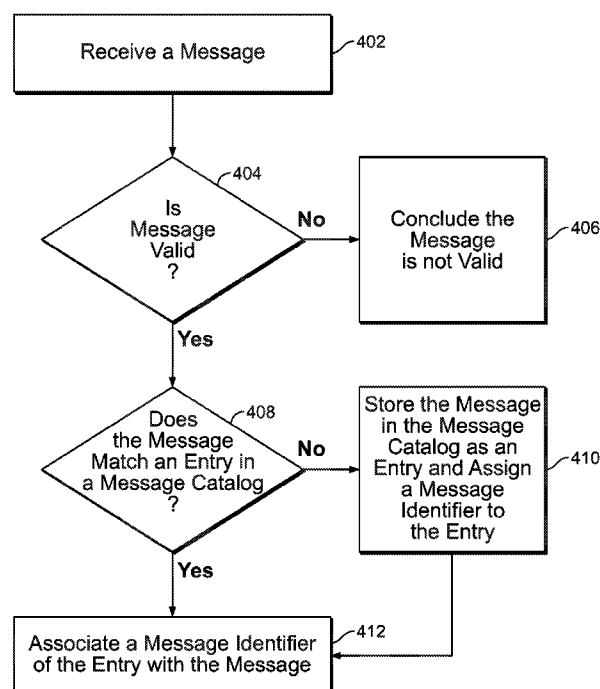 Receive a Message
402
404
Is
Message
Valid
?
No
Conclude the
Message
is not Valid
406
Yes
408
Does
the Message
Match an Entry in
a Message Catalog
?
No
Store the Message
in the Message
Catalog as an
Entry and Assign
a Message
Identifier to
the Entry
410
Yes
Associate a Message Identifier
of the Entry with the Message
412